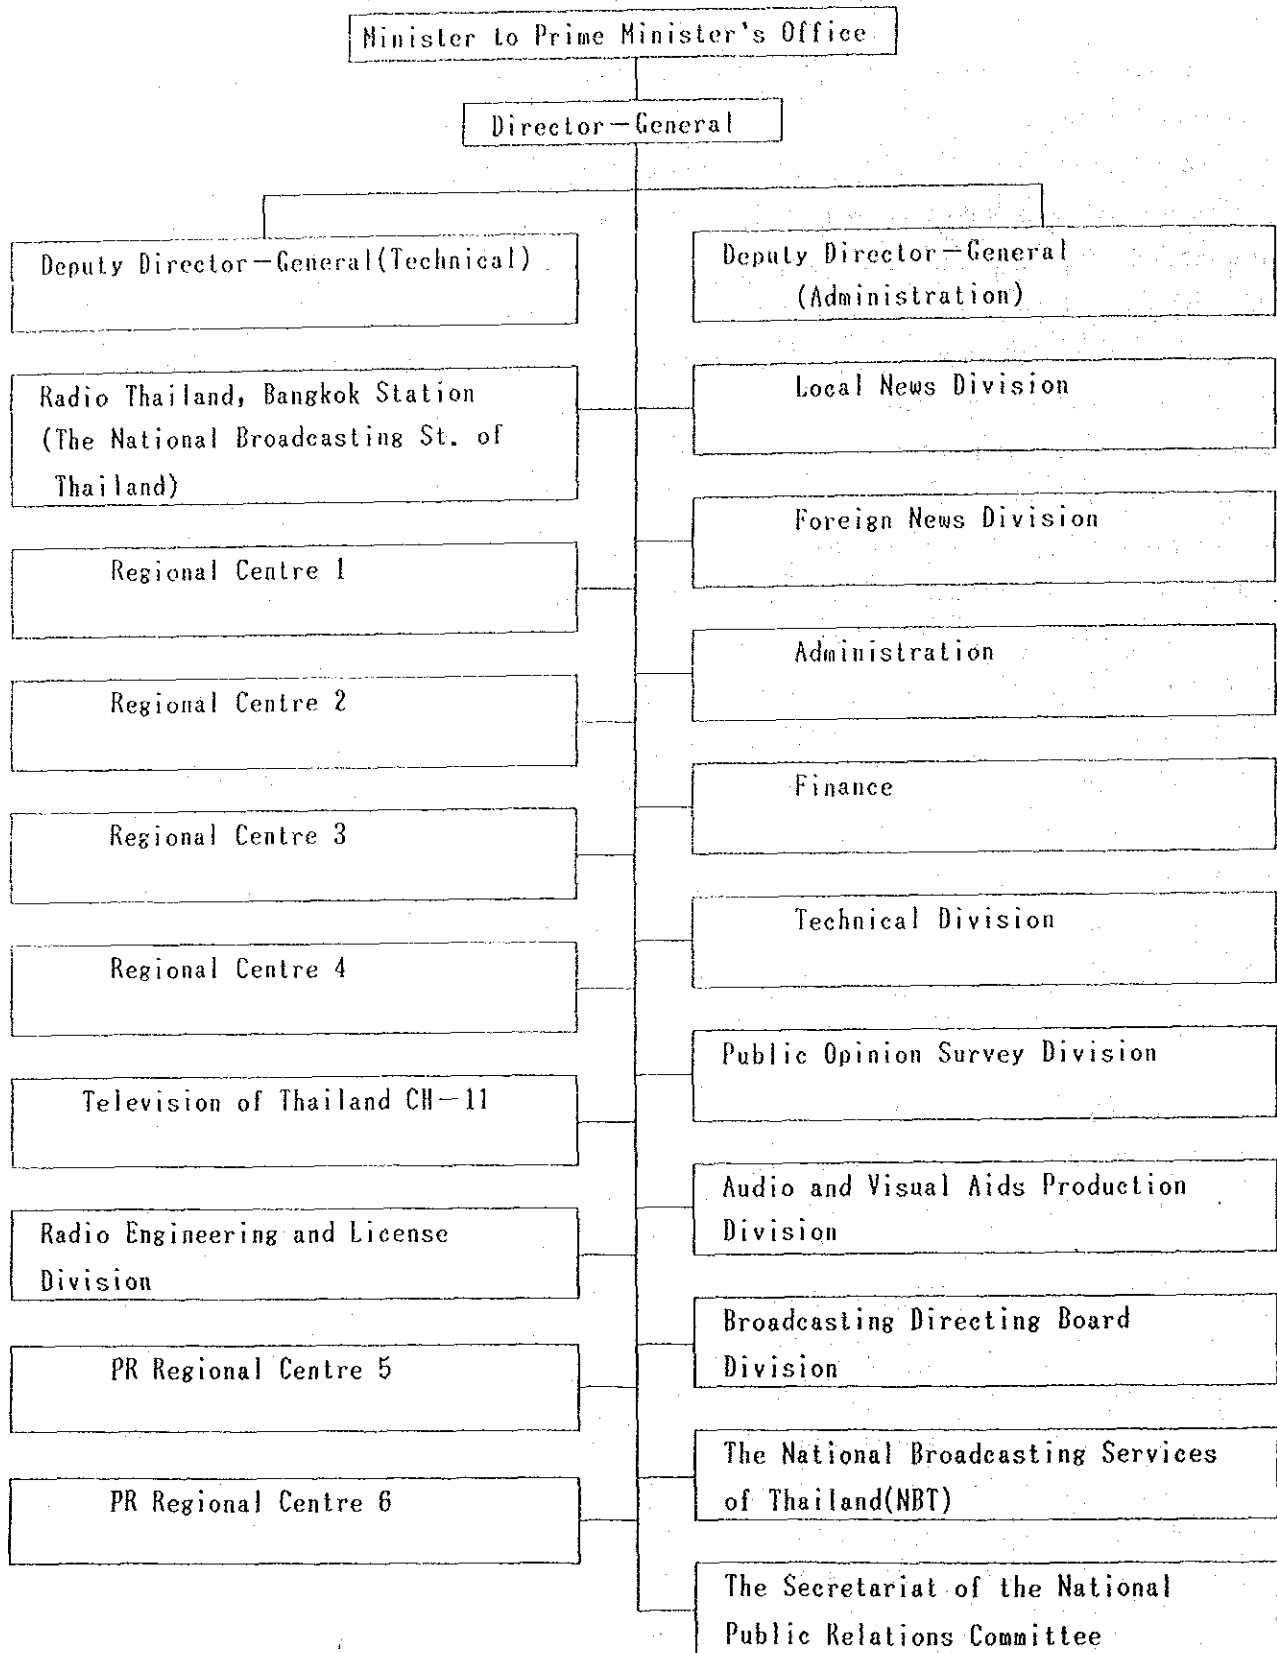 Minister to Prime Minister's Office
Director-General
Deputy Director-General(Technical)
Deputy Director-General
(Administration)
Radio Thailand, Bangkok Station
(The National Broadcasting St. of
Thailand)
Local News Division
Foreign News Division
Regional Centre 1
Administration
Regional Centre 2
Finance
Regional Centre 3
Technical Division
Regional Centre 4
Public Opinion Survey Division
Television of Thailand CH-11
Audio and Visual Aids Production
Division
Radio Engineering and License
Division
Broadcasting Directing Board
Division
PR Regional Centre 5
The National Broadcasting Services
of Thailand(NBT)
PR Regional Centre 6
The Secretariat of the National
Public Relations Committee